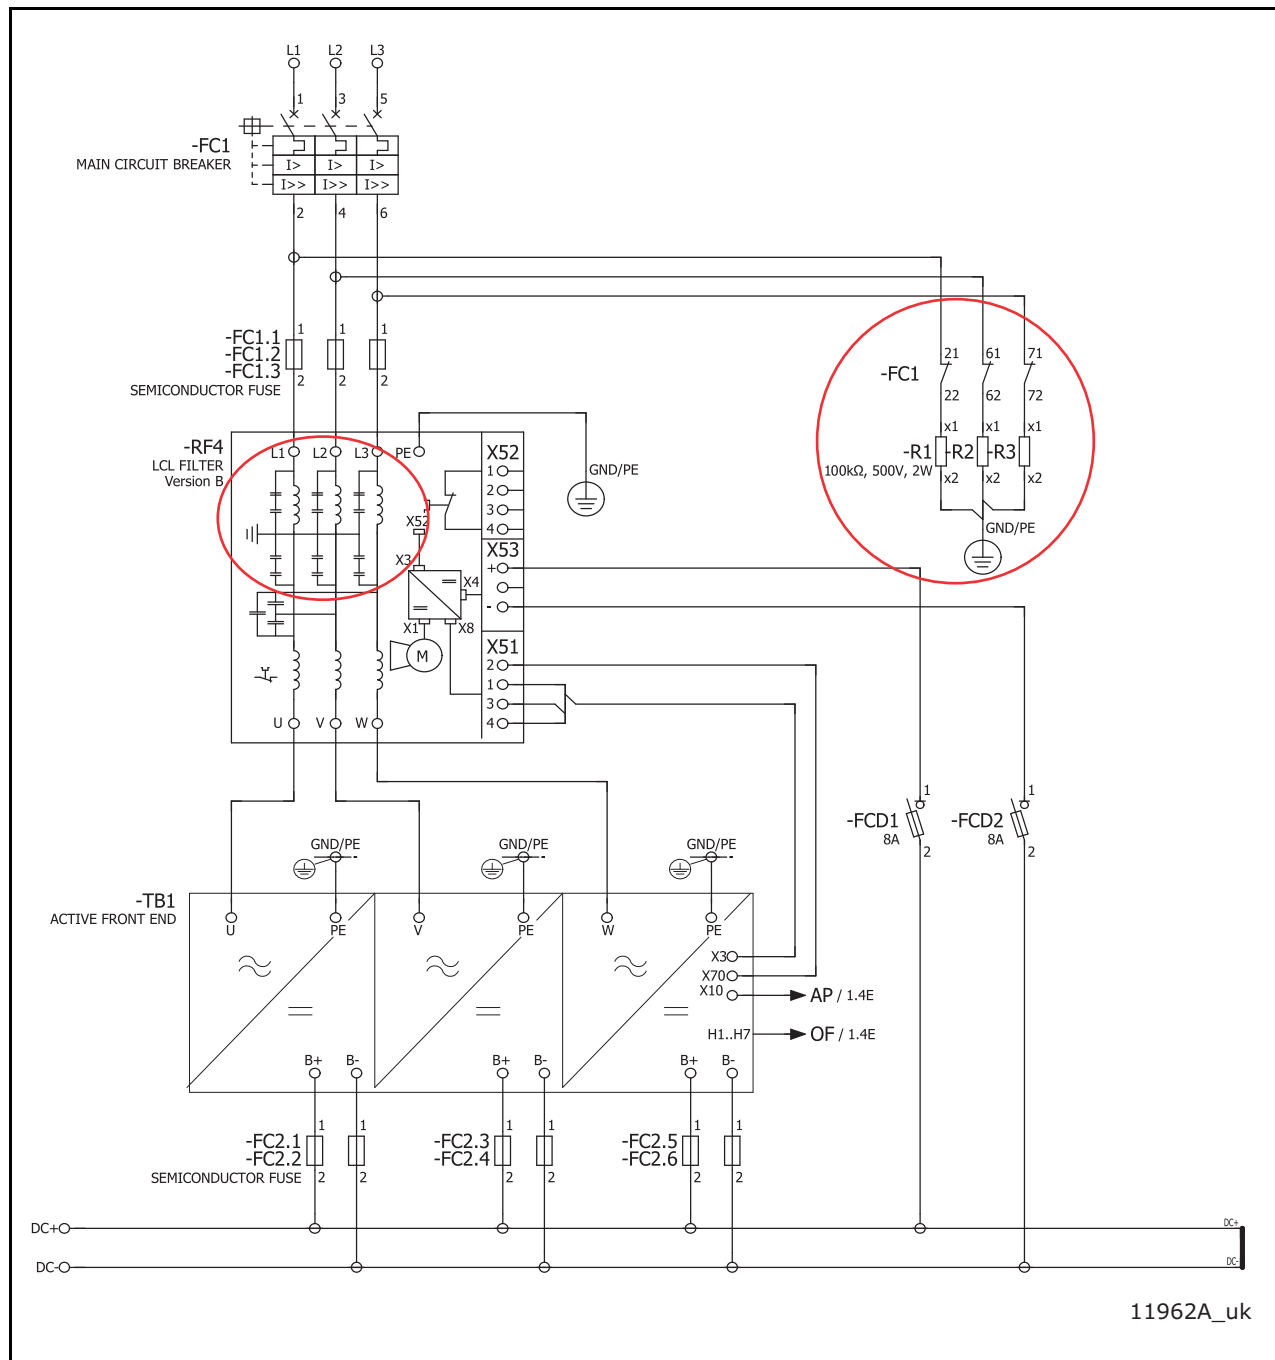 L1 L2 L3
1 3 5
-FC1
MAIN CIRCUIT BREAKER
I> I> I>
I>> I>> I>>
2 4 6
-FC1.1 1 1 1
-FC1.2
-FC1.3 2 2 2
SEMICONDUCTOR FUSE
21 61 71
-FC1
22 62 72
x1 x1 x1
-R1 -R2 -R3
100kΩ, 500V, 2W
x2 x2 x2
GND/PE
-RF4
LCL FILTER
Version B
L1 L2 L3 PE
X52
1
2
3
4
GND/PE
X52
X53
X3
+
X4
-
X1 X8
M
X51
2
1
3
4
U V W
1 1
-FCD1 -FCD2
8A 8A
2 2
GND/PE GND/PE GND/PE
-TB1
ACTIVE FRONT END
U PE V PE W PE
X3
X70
X10 AP / 1.4E
H1..H7 OF / 1.4E
B+ B- B+ B- B+ B-
1 1 1 1 1 1
-FC2.1 -FC2.3 -FC2.5
-FC2.2 -FC2.4 -FC2.6
2 2 2 2 2 2
SEMICONDUCTOR FUSE
DC+ DC+
DC- DC-
11962A_uk